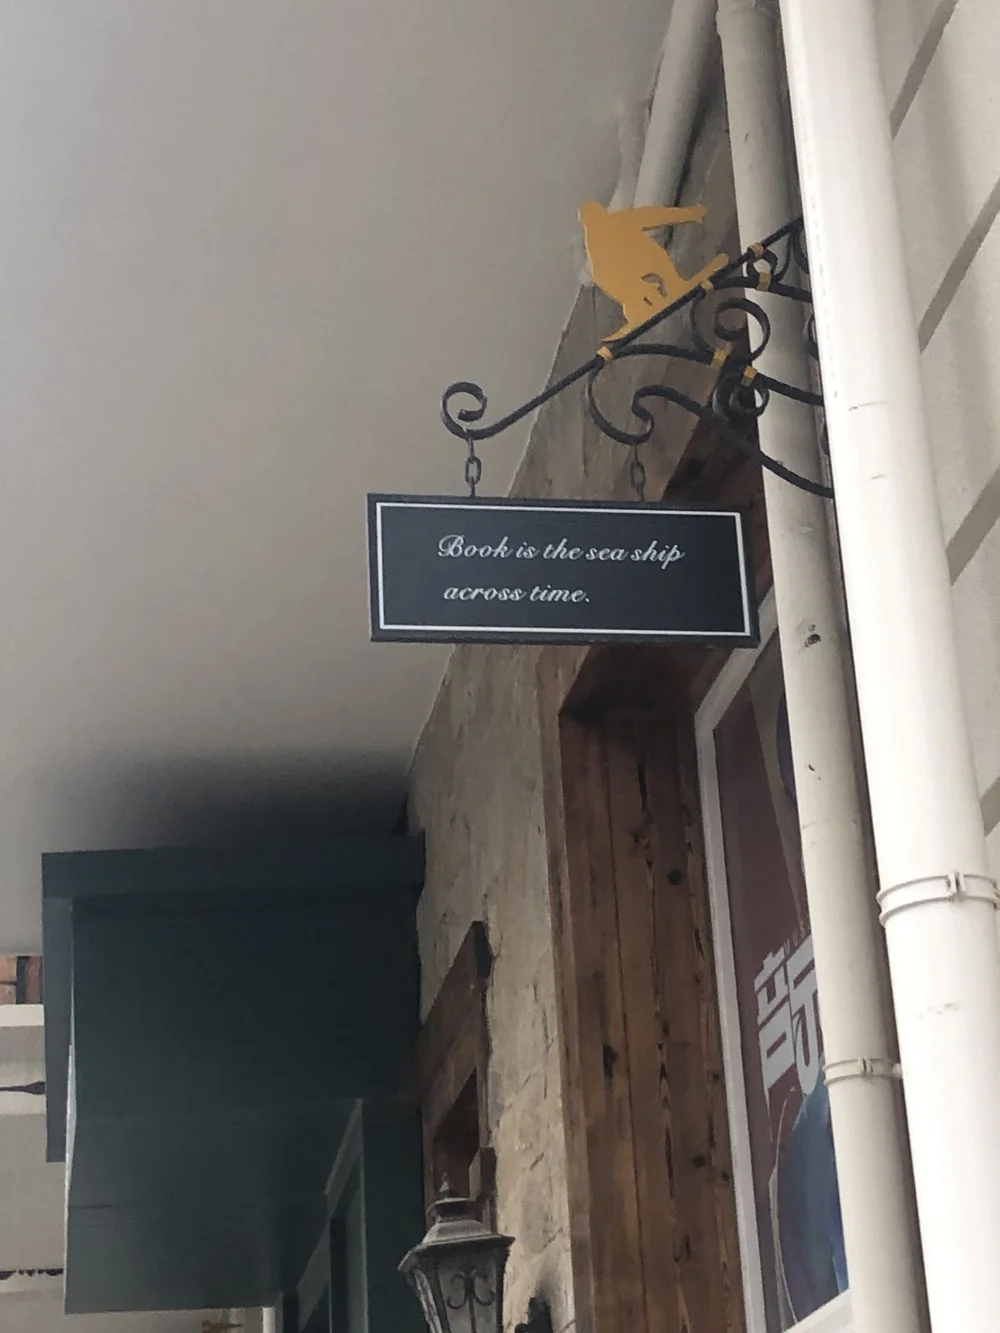 Book is the sea ship
across time.